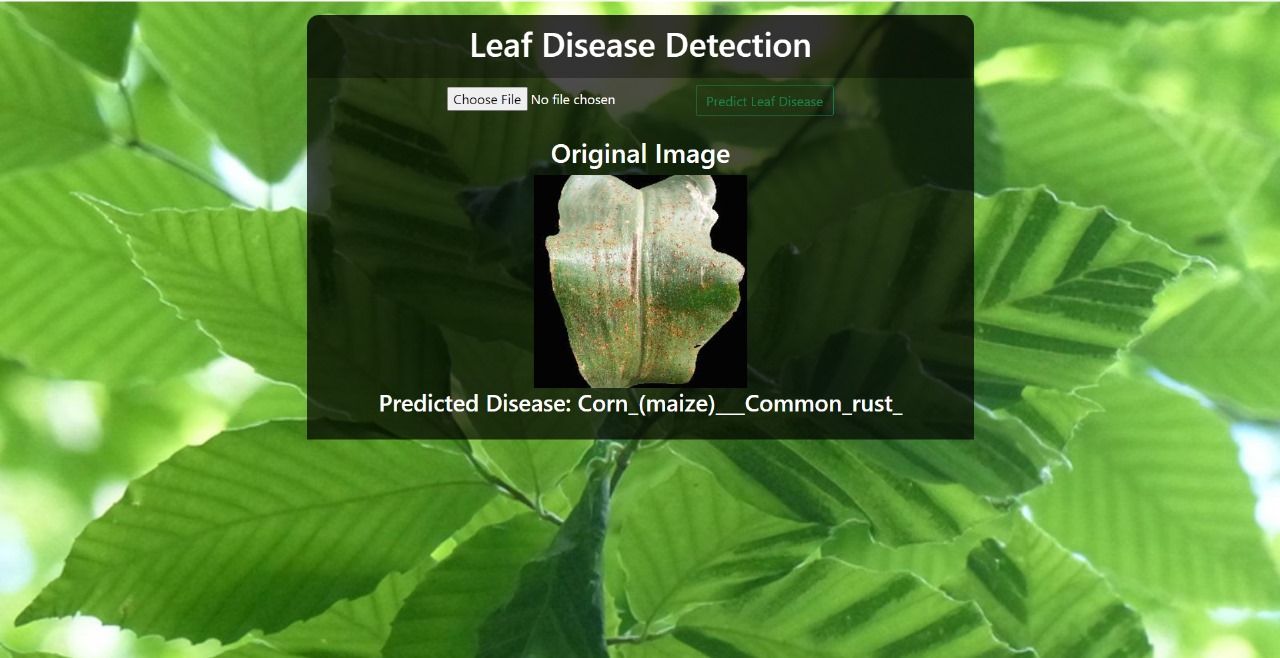 Leaf Disease Detection
Choose File No file chosen
Predict Leaf Disease
Original Image
Predicted Disease: Corn_(maize)___Common_rust_